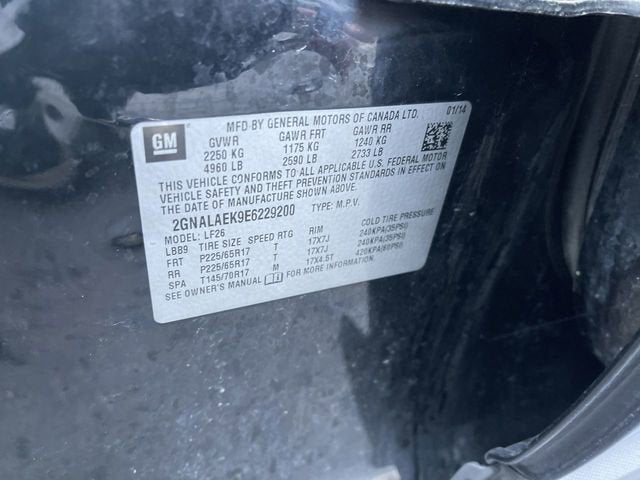 GM
MFD BY GENERAL MOTORS OF CANADA LTD. 01/14
GVWR GAWR FRT GAWR RR
2250 KG 1175 KG 1240 KG
4960 LB 2590 LB 2733 LB
THIS VEHICLE CONFORMS TO ALL APPLICABLE U.S. FEDERAL MOTOR
VEHICLE SAFETY AND THEFT PREVENTION STANDARDS IN EFFECT ON
THE DATE OF MANUFACTURE SHOWN ABOVE.
2GNALAEK9E6229200 TYPE: M.P.V.
MODEL: LF26
LBB9 TIRE SIZE SPEED RTG RIM COLD TIRE PRESSURE
FRT P225/65R17 T 17X7J 240KPA(35PSI)
RR P225/65R17 T 17X7J 240KPA(35PSI)
SPA T145/70R17 M 17X4.5T 420KPA(60PSI)
SEE OWNER'S MANUAL FOR MORE INFORMATION.